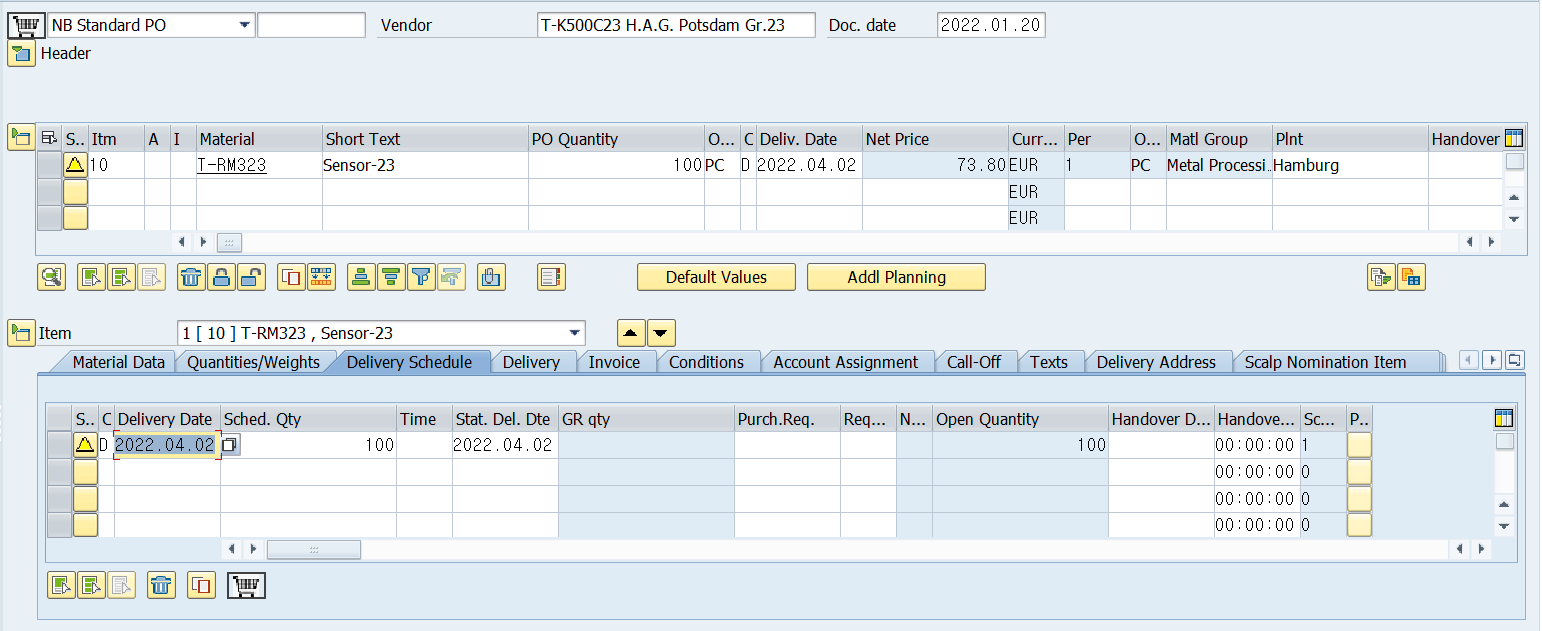 NB Standard PO Vendor T-K500C23 H.A.G. Potsdam Gr.23 Doc. date 2022.01.20
Header
S.. Itm A I Material Short Text PO Quantity O... C Deliv. Date Net Price Curr... Per O... Matl Group Plnt Handover
10 T-RM323 Sensor-23 100 PC D 2022.04.02 73.80 EUR 1 PC Metal Processi.. Hamburg
EUR
EUR
Default Values Addl Planning
Item 1 [ 10 ] T-RM323 , Sensor-23
Material Data Quantities/Weights Delivery Schedule Delivery Invoice Conditions Account Assignment Call-Off Texts Delivery Address Scalp Nomination Item
S.. C Delivery Date Sched. Qty Time Stat. Del. Dte GR qty Purch.Req. Req... N... Open Quantity Handover D... Handove... Sc... P..
D 2022.04.02 100 2022.04.02 100 00:00:00 1
00:00:00 0
00:00:00 0
00:00:00 0